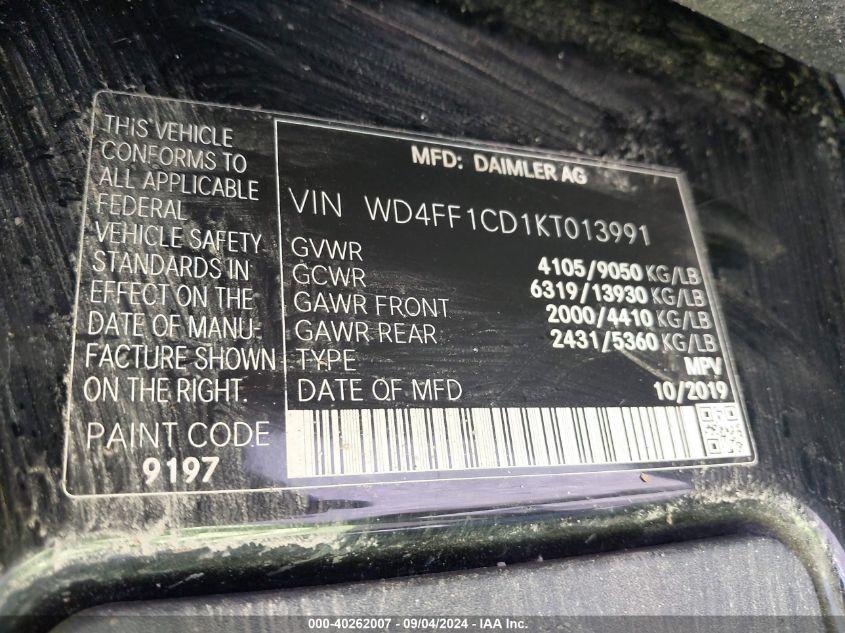 THIS VEHICLE
CONFORMS TO
ALL APPLICABLE
FEDERAL
VEHICLE SAFETY
STANDARDS IN
EFFECT ON THE
DATE OF MANU-
FACTURE SHOWN
ON THE RIGHT.
PAINT CODE
9197
MFD: DAIMLER AG
VIN WD4FF1CD1KT013991
GVWR 4105/9050 KG/LB
GCWR 6319/13930 KG/LB
GAWR FRONT 2000/4410 KG/LB
GAWR REAR 2431/5360 KG/LB
TYPE MPV
DATE OF MFD 10/2019
000-40262007 - 09/04/2024 - IAA Inc.